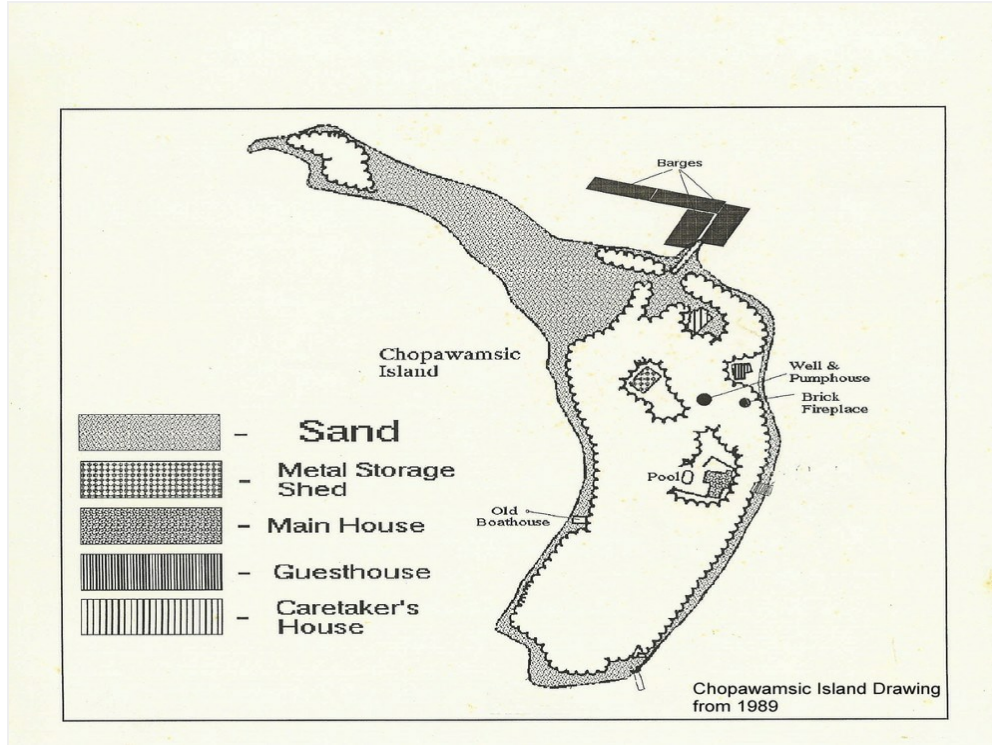 Barges
Chopawamsic
Island
Well &
Pumphouse
Brick
Fireplace
Pool
Old
Boathouse
- Sand
- Metal Storage
Shed
- Main House
- Guesthouse
- Caretaker's
House
Chopawamsic Island Drawing
from 1989